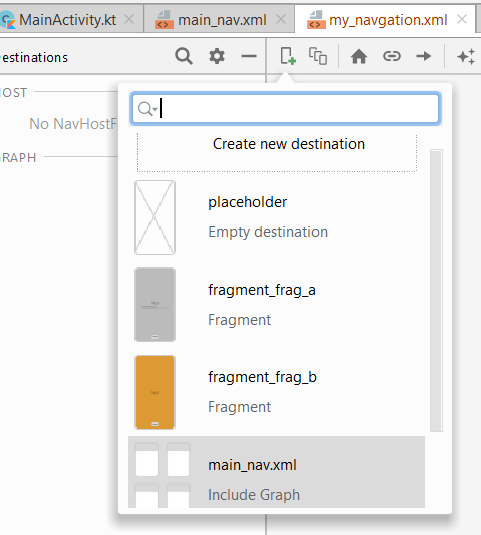 MainActivity.kt
main_nav.xml
my_navgation.xml
Destinations
HOST
No NavHostF
GRAPH
Create new destination
placeholder
Empty destination
fragment_frag_a
Fragment
fragment_frag_b
Fragment
main_nav.xml
Include Graph